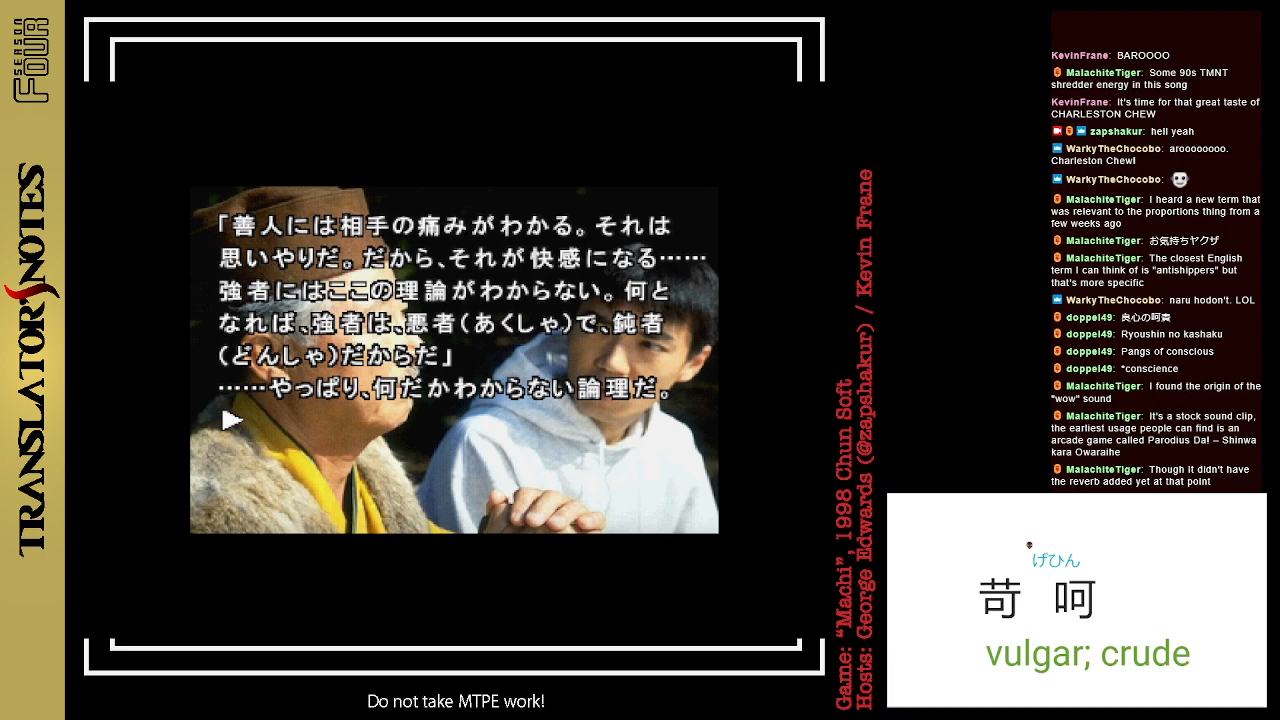 SEASON
FOUR
TRANSLATOR'S NOTES
「善人には相手の痛みがわかる。それは
思いやりだ。だから、それが快感になる……
強者にはここの理論がわからない。何と
なれば、強者は、悪者（あくしゃ）で、鈍者
（どんしゃ）だからだ」
……やっぱり、何だかわからない論理だ。
Do not take MTPE work!
Game: "Machi", 1998 Chun Soft
Hosts: George Edwards (@zapshakur) / Kevin Frane
KevinFrane: BAROOOO
MalachiteTiger: Some 90s TMNT
shredder energy in this song
KevinFrane: It's time for that great taste of
CHARLESTON CHEW
zapshakur: hell yeah
WarkyTheChocobo: arooooooo.
Charleston Chew!
WarkyTheChocobo:
MalachiteTiger: I heard a new term that
was relevant to the proportions thing from a
few weeks ago
MalachiteTiger: お気持ちヤクザ
MalachiteTiger: The closest English
term I can think of is "antishippers" but
that's more specific
WarkyTheChocobo: naru hodon't. LOL
doppel49: 良心の呵責
doppel49: Ryoushin no kashaku
doppel49: Pangs of conscious
doppel49: *conscience
MalachiteTiger: I found the origin of the
"wow" sound
MalachiteTiger: It's a stock sound clip,
the earliest usage people can find is an
arcade game called Parodius Da! – Shinwa
kara Owaraihe
MalachiteTiger: Though it didn't have
the reverb added yet at that point
げひん
苛 呵
vulgar; crude